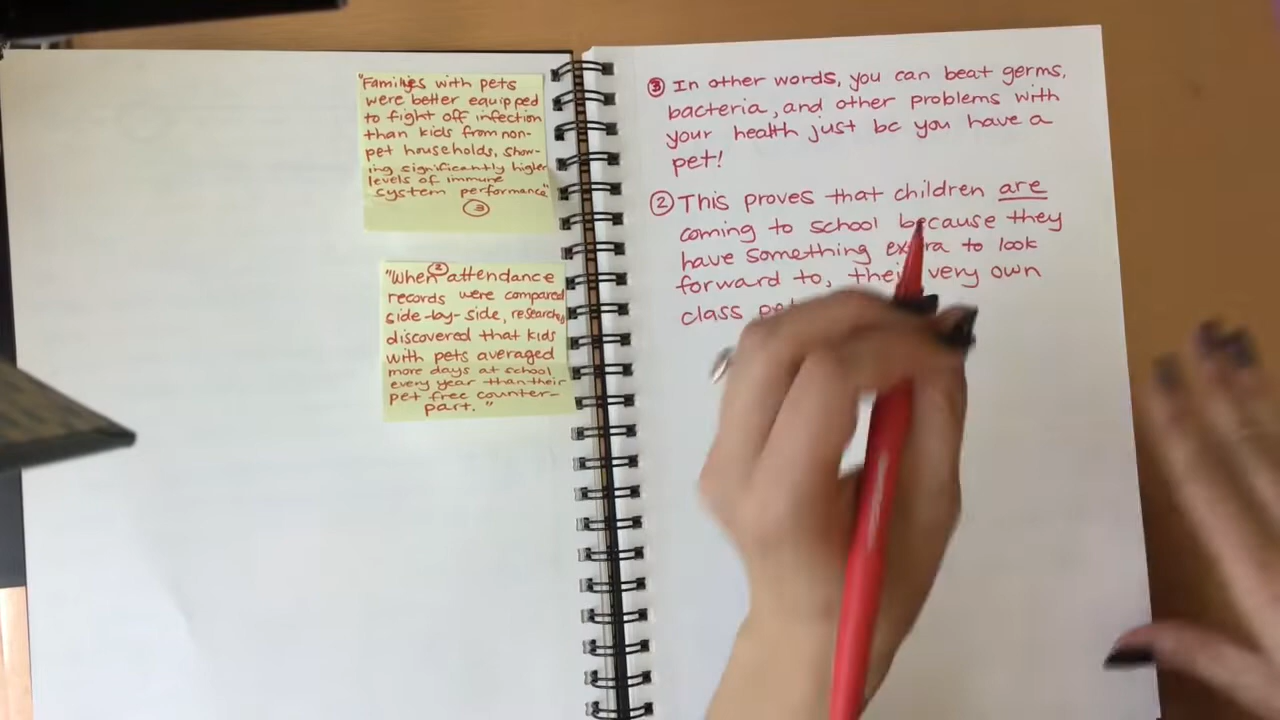 "Families with pets
were better equipped
to fight off infection
than kids from non-
pet households, show-
ing significantly higher
levels of immune
system performance"
3
2
"When attendance
records were compared
side-by-side, researchers
discovered that kids
with pets averaged
more days at school
every year than their
pet free counter-
part."
3 In other words, you can beat germs,
bacteria, and other problems with
your health just bc you have a
pet!
2 This proves that children are
coming to school because they
have something extra to look
forward to, their very own
class